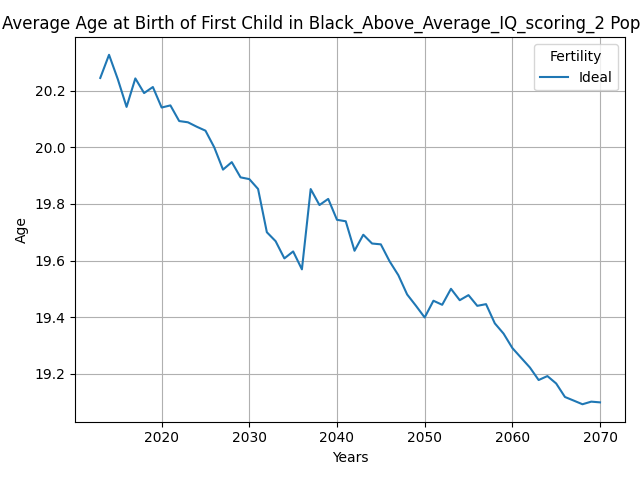 Average Age at Birth of First Child in Black_Above_Average_IQ_scoring_2 Pop
Fertility
Ideal
20.2
20.0
19.8
19.6
19.4
19.2
Age
2020 2030 2040 2050 2060 2070
Years